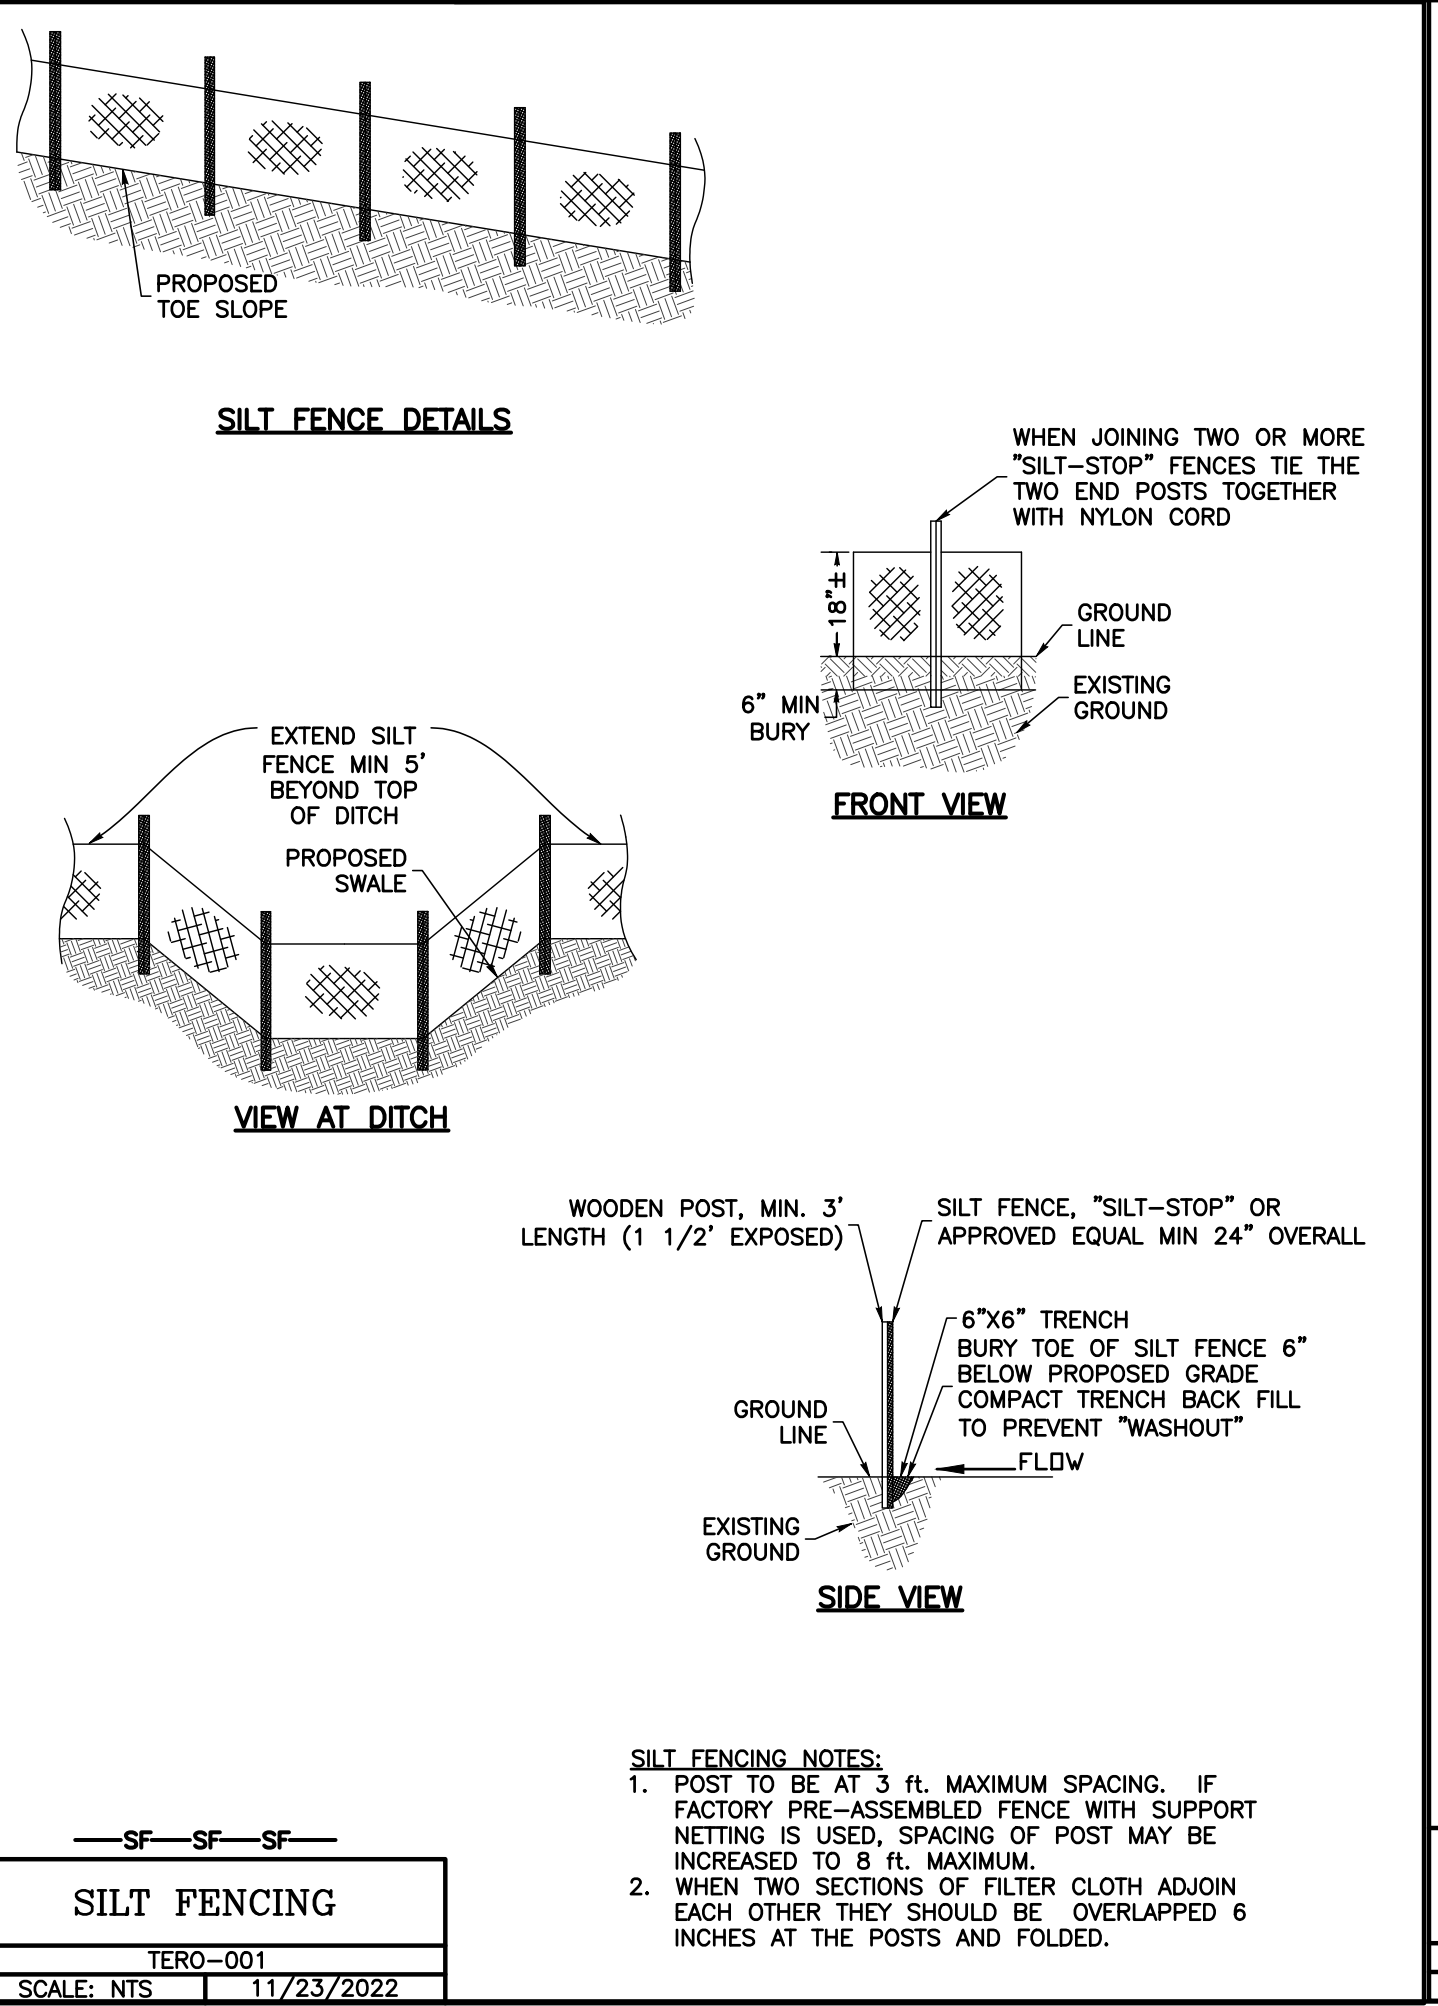 PROPOSED
TOE SLOPE
SILT FENCE DETAILS
WHEN JOINING TWO OR MORE
"SILT-STOP" FENCES TIE THE
TWO END POSTS TOGETHER
WITH NYLON CORD
18"±
GROUND
LINE
6" MIN
BURY
EXISTING
GROUND
FRONT VIEW
EXTEND SILT
FENCE MIN 5'
BEYOND TOP
OF DITCH
PROPOSED
SWALE
VIEW AT DITCH
WOODEN POST, MIN. 3'
LENGTH (1 1/2' EXPOSED)
SILT FENCE, "SILT-STOP" OR
APPROVED EQUAL MIN 24" OVERALL
6"X6" TRENCH
BURY TOE OF SILT FENCE 6"
BELOW PROPOSED GRADE
COMPACT TRENCH BACK FILL
TO PREVENT "WASHOUT"
GROUND
LINE
FLOW
EXISTING
GROUND
SIDE VIEW
SILT FENCING NOTES:
1. POST TO BE AT 3 ft. MAXIMUM SPACING. IF
FACTORY PRE-ASSEMBLED FENCE WITH SUPPORT
NETTING IS USED, SPACING OF POST MAY BE
INCREASED TO 8 ft. MAXIMUM.
2. WHEN TWO SECTIONS OF FILTER CLOTH ADJOIN
EACH OTHER THEY SHOULD BE OVERLAPPED 6
INCHES AT THE POSTS AND FOLDED.
SF SF SF
SILT FENCING
TERO-001
SCALE: NTS 11/23/2022